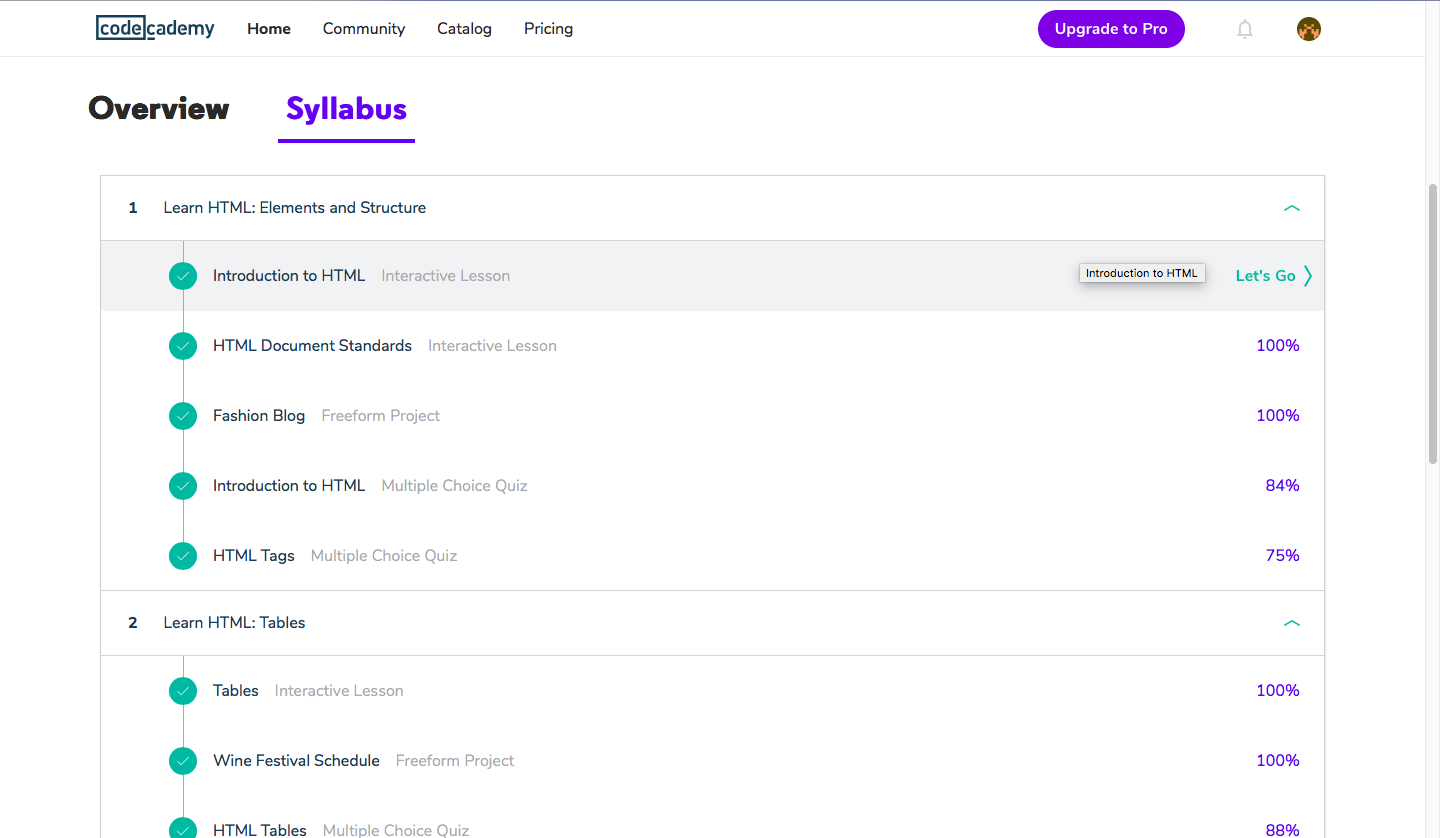 codecademy Home Community Catalog Pricing Upgrade to Pro
Overview Syllabus
1 Learn HTML: Elements and Structure
Introduction to HTML Interactive Lesson Introduction to HTML Let's Go
HTML Document Standards Interactive Lesson 100%
Fashion Blog Freeform Project 100%
Introduction to HTML Multiple Choice Quiz 84%
HTML Tags Multiple Choice Quiz 75%
2 Learn HTML: Tables
Tables Interactive Lesson 100%
Wine Festival Schedule Freeform Project 100%
HTML Tables Multiple Choice Quiz 88%